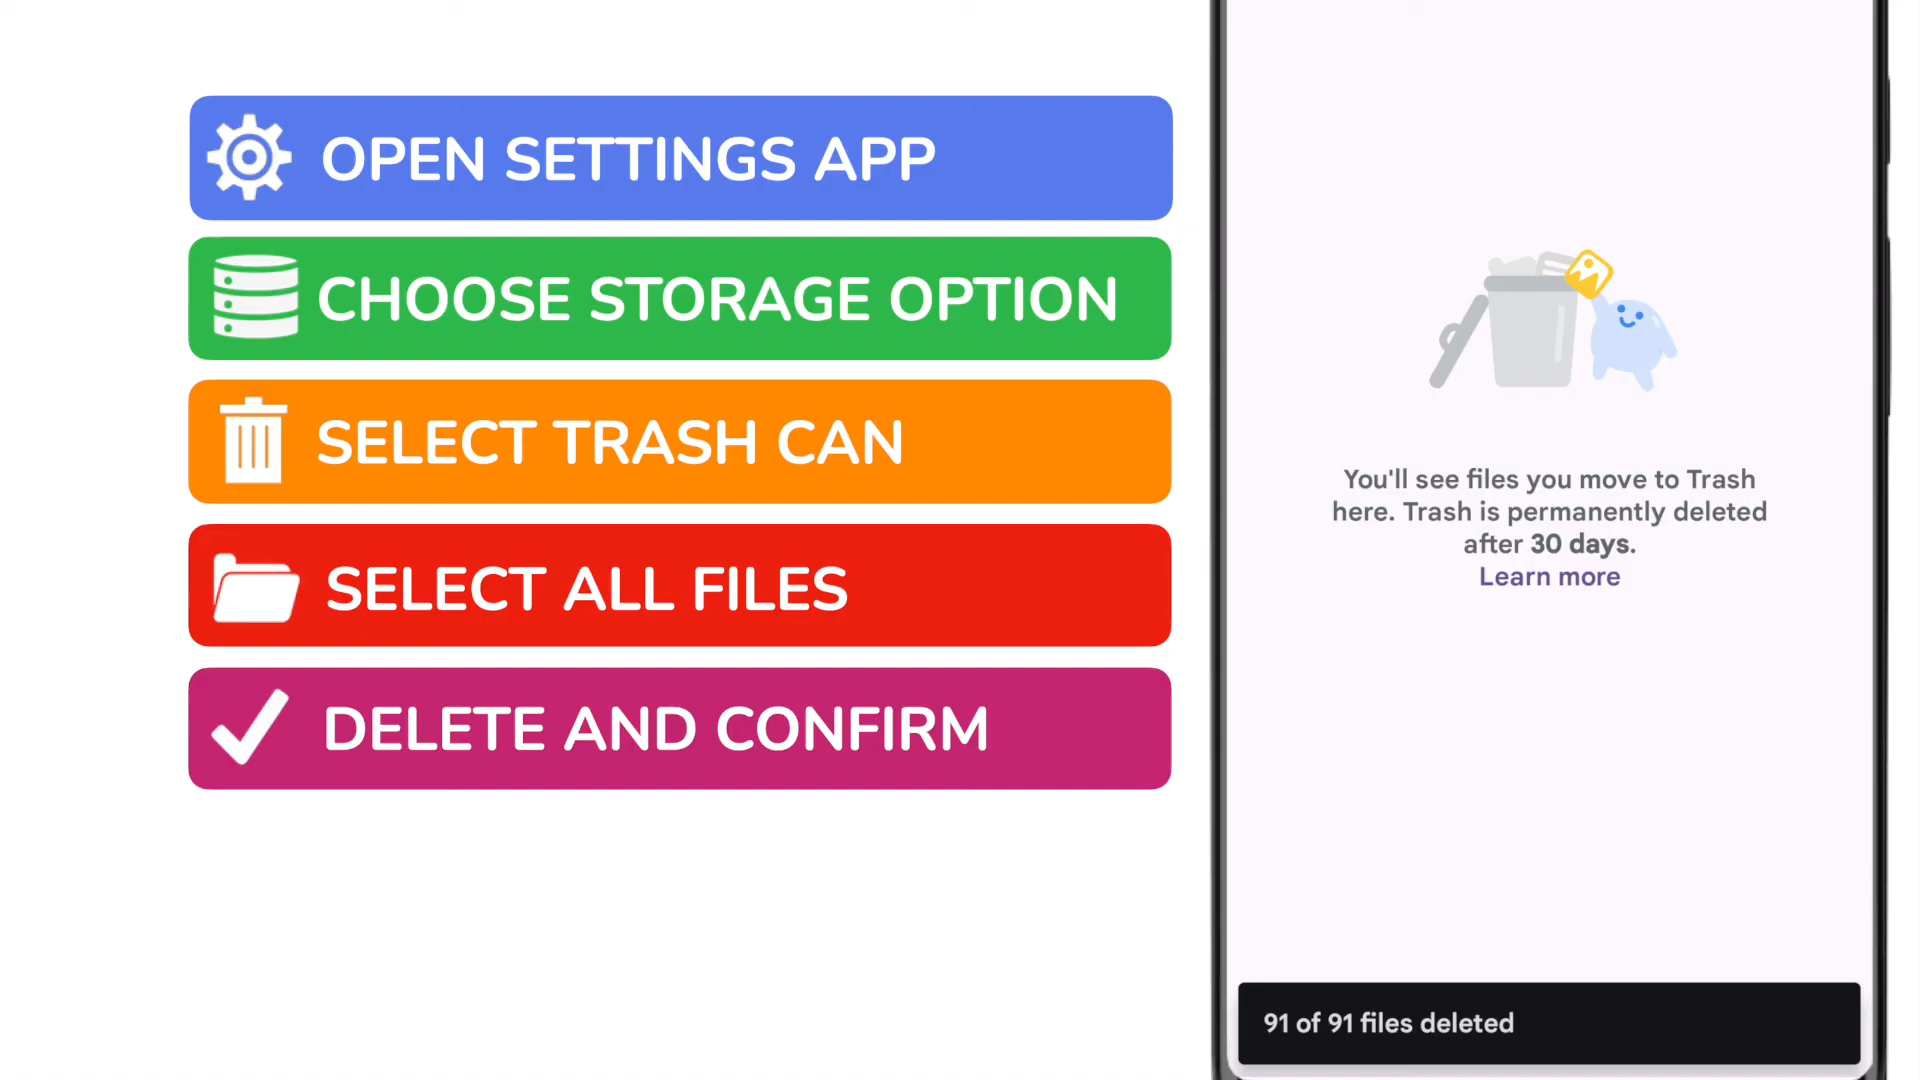 OPEN SETTINGS APP
CHOOSE STORAGE OPTION
SELECT TRASH CAN
SELECT ALL FILES
DELETE AND CONFIRM
You'll see files you move to Trash
here. Trash is permanently deleted
after 30 days.
Learn more
91 of 91 files deleted